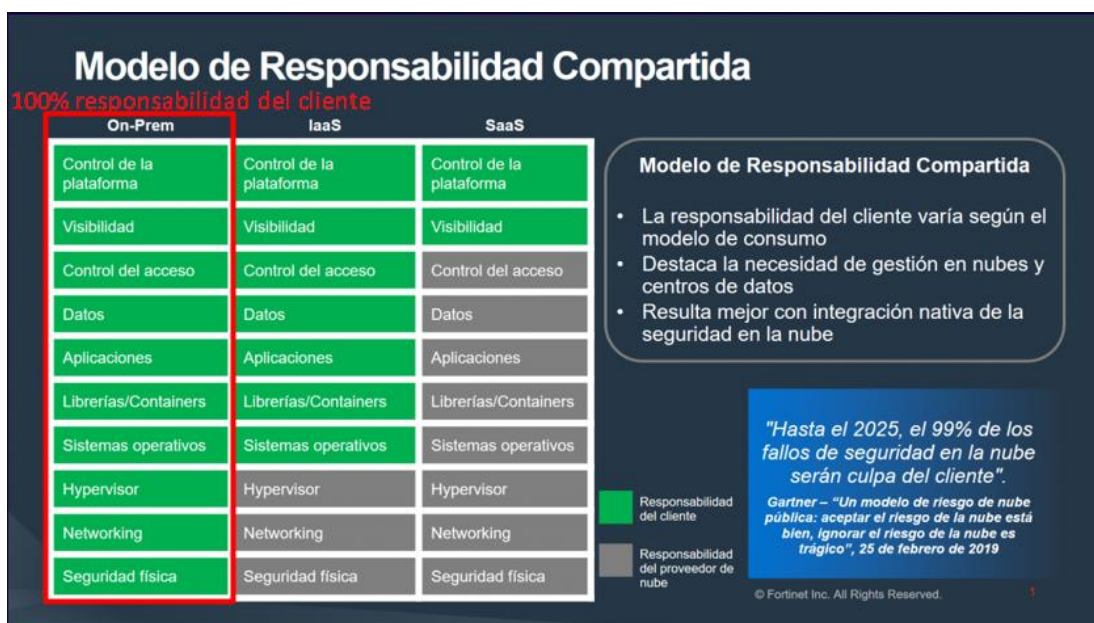 Modelo de Responsabilidad Compartida
100% responsabilidad del cliente
On-Prem
IaaS
SaaS
Control de la
plataforma
Control de la
plataforma
Control de la
plataforma
Visibilidad
Visibilidad
Visibilidad
Control del acceso
Control del acceso
Control del acceso
Datos
Datos
Datos
Aplicaciones
Aplicaciones
Aplicaciones
Librerías/Containers
Librerías/Containers
Librerías/Containers
Sistemas operativos
Sistemas operativos
Sistemas operativos
Hypervisor
Hypervisor
Hypervisor
Networking
Networking
Networking
Seguridad física
Seguridad física
Seguridad física
Responsabilidad
del cliente
Responsabilidad
del proveedor de
nube
Modelo de Responsabilidad Compartida
• La responsabilidad del cliente varía según el
modelo de consumo
• Destaca la necesidad de gestión en nubes y
centros de datos
• Resulta mejor con integración nativa de la
seguridad en la nube
"Hasta el 2025, el 99% de los
fallos de seguridad en la nube
serán culpa del cliente".
Gartner – "Un modelo de riesgo de nube
pública: aceptar el riesgo de la nube está
bien, ignorar el riesgo de la nube es
trágico", 25 de febrero de 2019
© Fortinet Inc. All Rights Reserved.
1